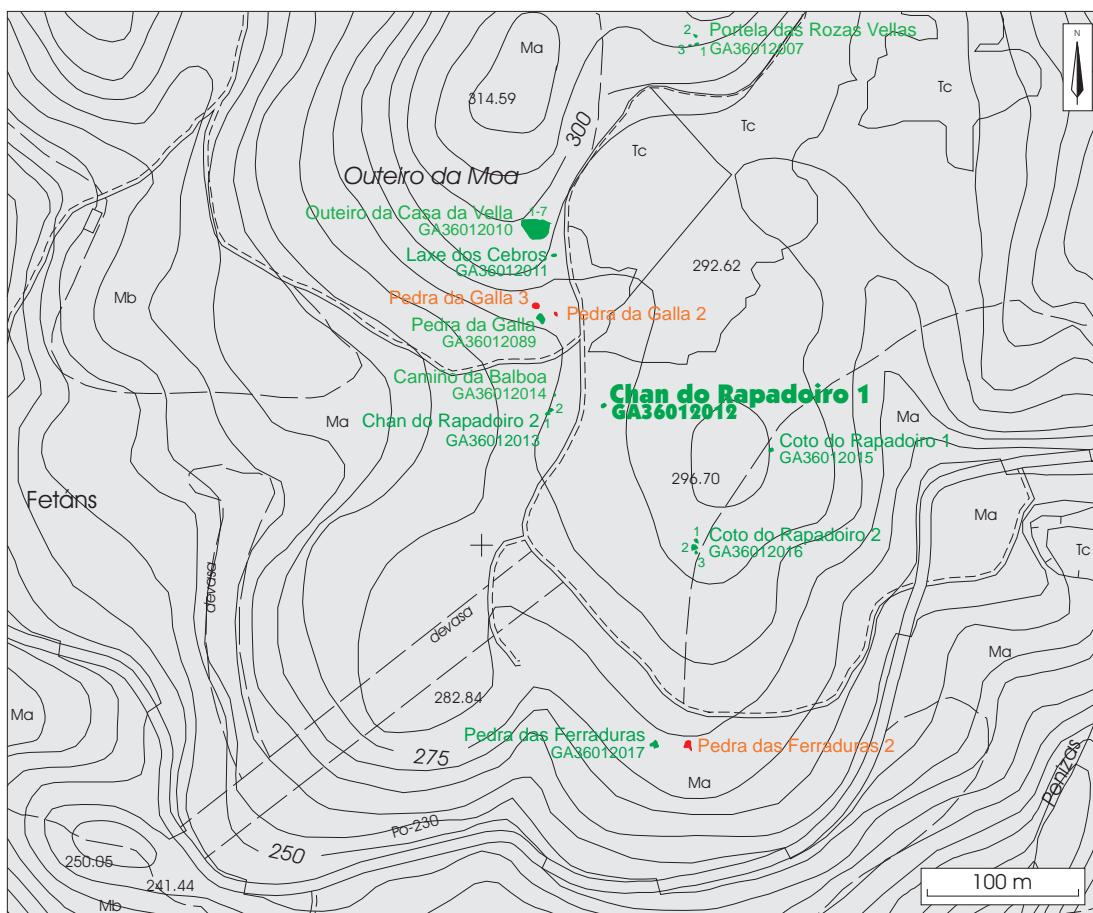 2
Portela das Rozas Vellas
3
1
GA36012007
N
Ma
Tc
314.59
300
Tc
Tc
Outeiro da Moa
Outeiro da Casa da Vella
1-7
GA36012010
Laxe dos Cebros
GA36012011
292.62
Mb
Pedra da Galla 3
Pedra da Galla 2
Pedra da Galla
GA36012089
Camiño da Balboa
GA36012014
Chan do Rapadoiro 1
GA36012012
Chan do Rapadoiro 2
2
1
GA36012013
Ma
Ma
Coto do Rapadoiro 1
GA36012015
296.70
Fetáns
Ma
1
Coto do Rapadoiro 2
2
GA36012016
3
Tc
devasa
devasa
Ma
282.84
Ma
Pedra das Ferraduras
GA36012017
Pedra das Ferraduras 2
275
Ma
Penizas
Po-230
250
250.05
241.44
Mb
100 m